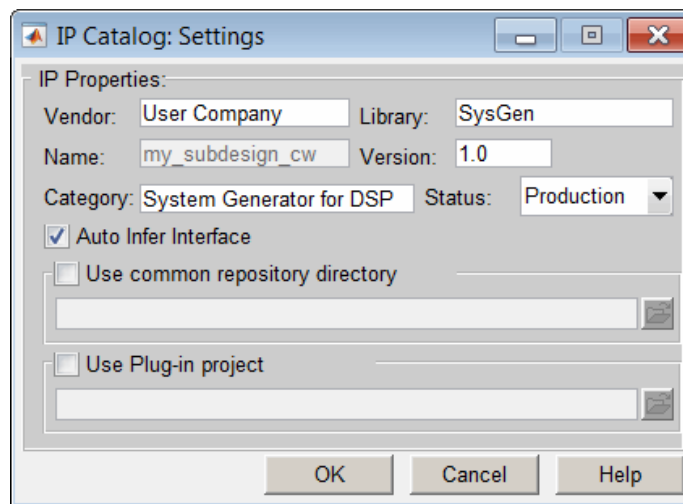 IP Catalog: Settings
IP Properties:
Vendor: User Company Library: SysGen
Name: my_subdesign_cw Version: 1.0
Category: System Generator for DSP Status: Production
Auto Infer Interface
Use common repository directory
Use Plug-in project
OK Cancel Help